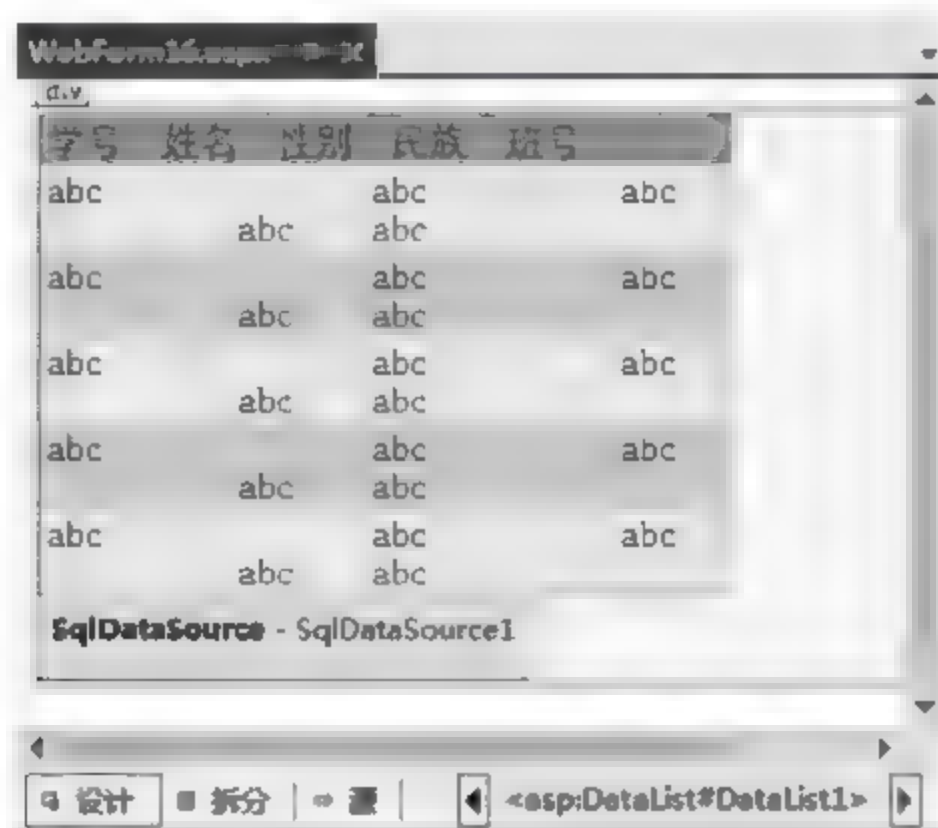 WebForm16.aspx
div
学号 姓名 性别 民族 班号
abc abc abc
abc abc
abc abc abc
abc abc
abc abc abc
abc abc
abc abc abc
abc abc
abc abc abc
abc abc
SqlDataSource - SqlDataSource1
设计 拆分 源 <asp:DataList#DataList1>